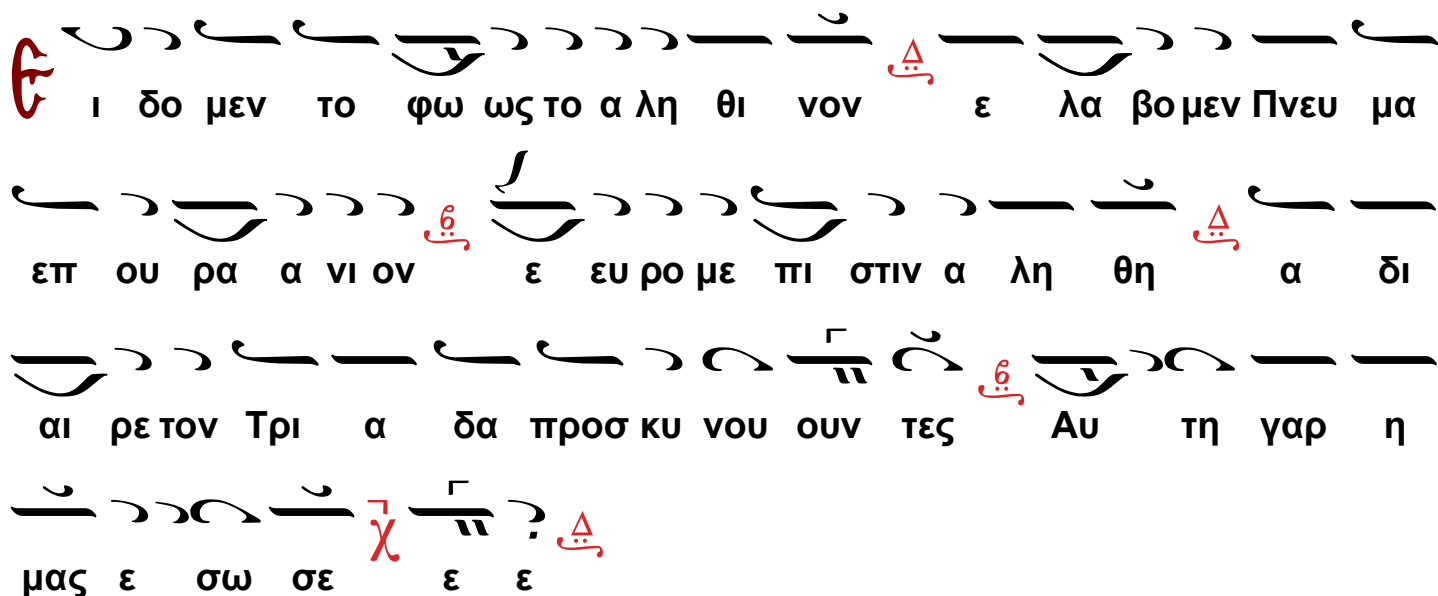 Ε ι δο μεν το φω ως το α λη θι νον Δ ε λα βο μεν Πνευ μα
επ ου ρα α νι ον 6 ε ευ ρο με πι στιν α λη θη Δ α δι
αι ρε τον Τρι α δα προσ κυ νου ουν τες 6 Αυ τη γαρ η
μας ε σω σε χ ε ε Δ